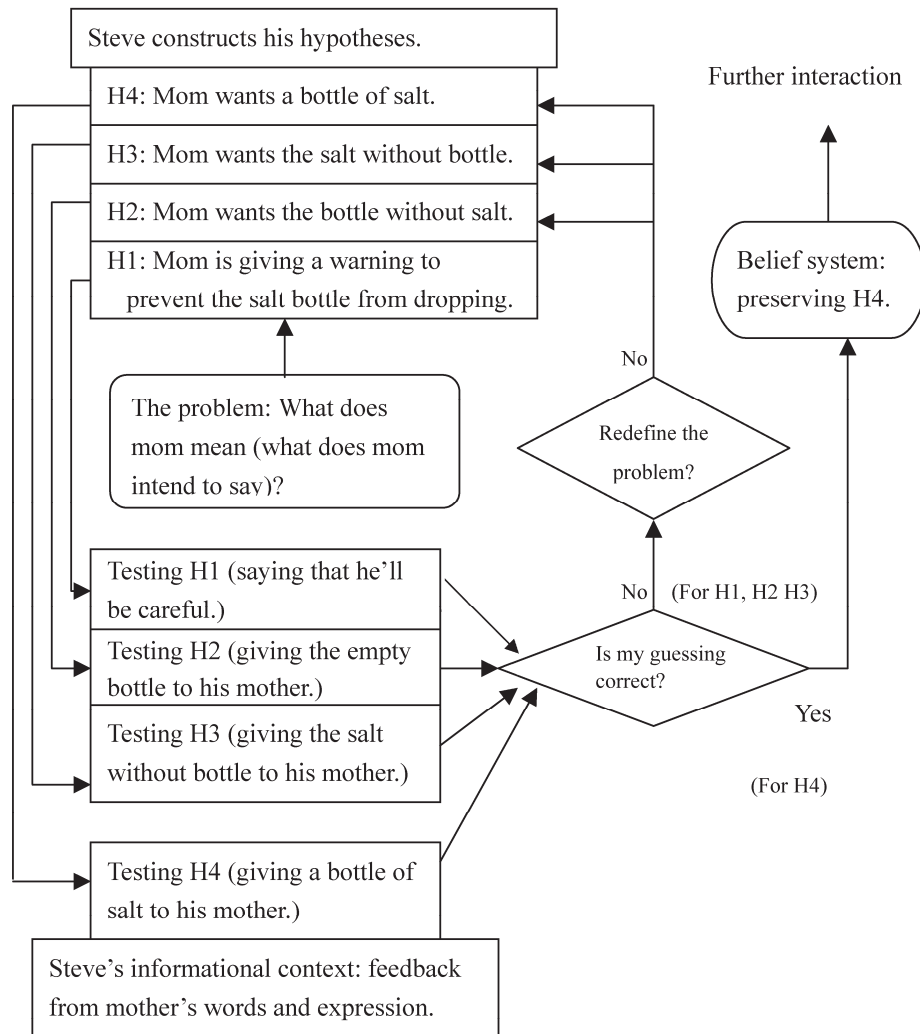 Steve constructs his hypotheses.
H4: Mom wants a bottle of salt.
H3: Mom wants the salt without bottle.
H2: Mom wants the bottle without salt.
H1: Mom is giving a warning to
prevent the salt bottle from dropping.
Further interaction
Belief system:
preserving H4.
The problem: What does
mom mean (what does mom
intend to say)?
No
Redefine the
problem?
No
(For H1, H2 H3)
Testing H1 (saying that he’ll
be careful.)
Testing H2 (giving the empty
bottle to his mother.)
Testing H3 (giving the salt
without bottle to his mother.)
Is my guessing
correct?
Yes
(For H4)
Testing H4 (giving a bottle of
salt to his mother.)
Steve’s informational context: feedback
from mother’s words and expression.